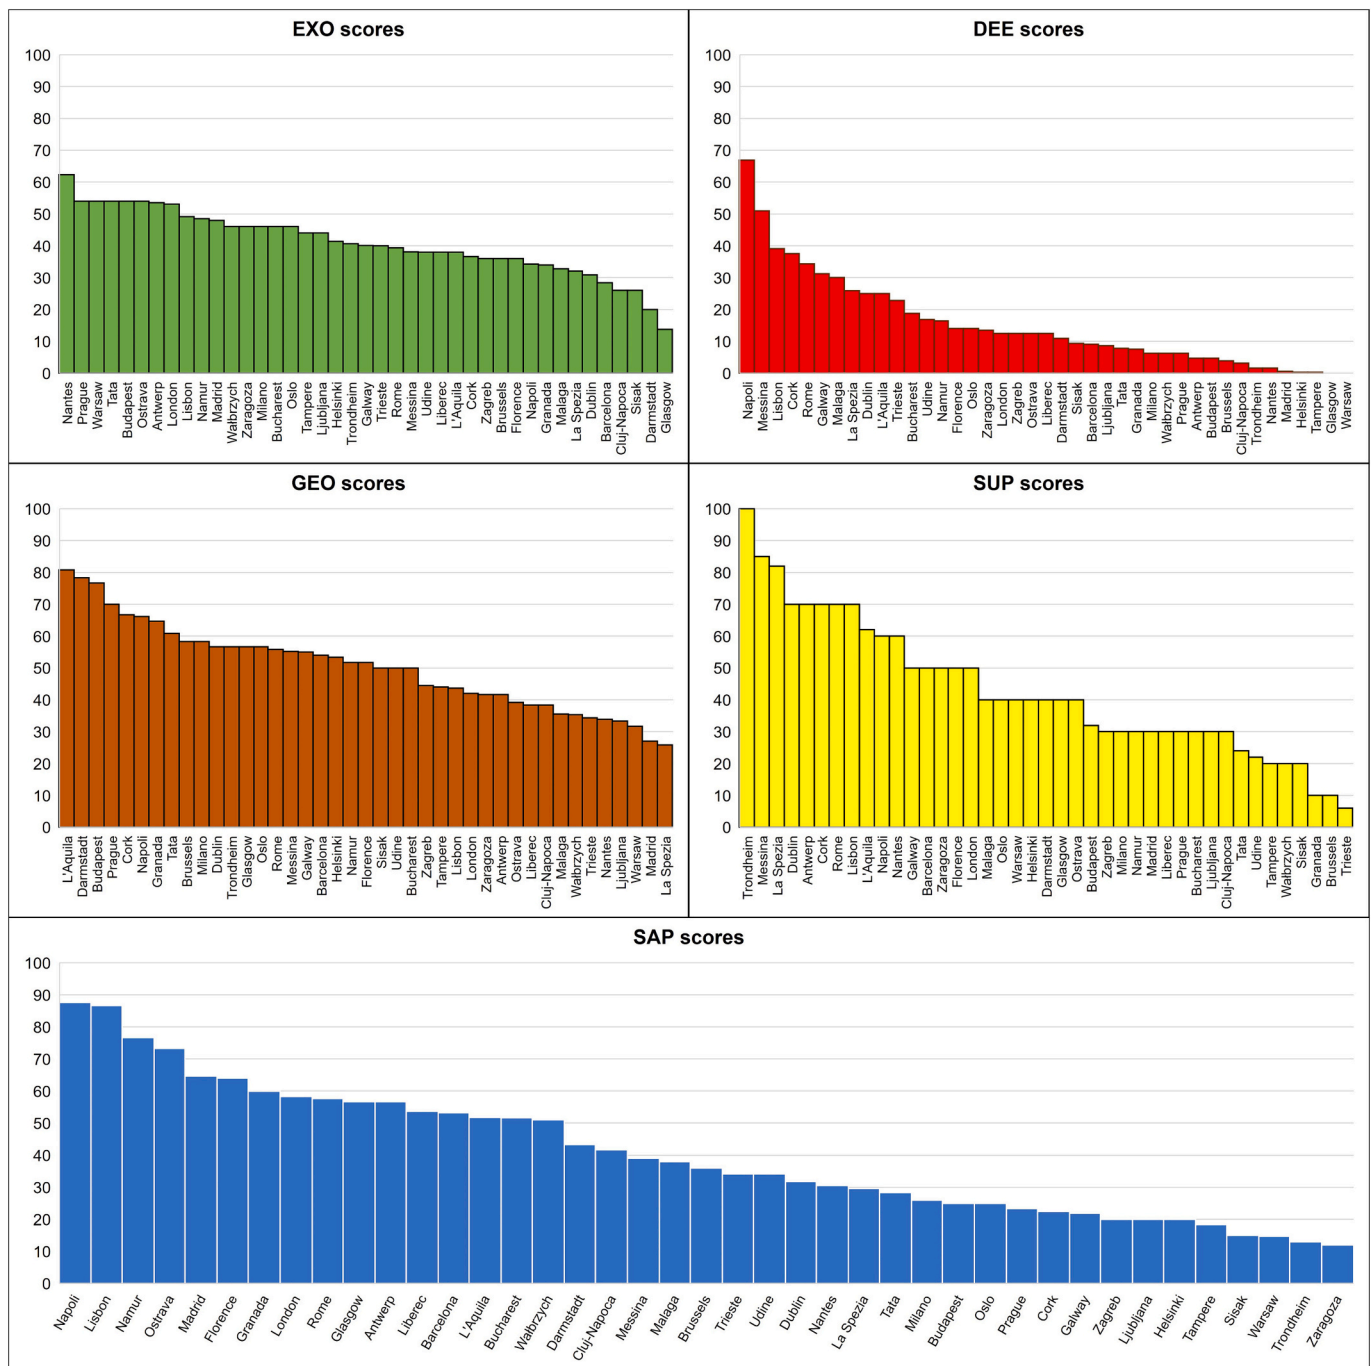 EXO scores
100
90
80
70
60
50
40
30
20
10
0
Nantes
Prague
Warsaw
Tata
Budapest
Ostrava
Antwerp
London
Lisbon
Namur
Madrid
Wałbrzych
Zaragoza
Milano
Bucharest
Oslo
Tampere
Ljubljana
Helsinki
Trondheim
Galway
Trieste
Rome
Messina
Udine
Liberec
L'Aquila
Cork
Zagreb
Brussels
Florence
Napoli
Granada
Malaga
La Spezia
Dublin
Barcelona
Cluj-Napoca
Sisak
Darmstadt
Glasgow
DEE scores
100
90
80
70
60
50
40
30
20
10
0
Napoli
Messina
Lisbon
Cork
Rome
Galway
Malaga
La Spezia
Dublin
L'Aquila
Trieste
Bucharest
Udine
Namur
Florence
Oslo
Zaragoza
London
Zagreb
Ostrava
Liberec
Darmstadt
Sisak
Barcelona
Ljubljana
Tata
Granada
Milano
Wałbrzych
Prague
Antwerp
Budapest
Brussels
Cluj-Napoca
Trondheim
Nantes
Madrid
Helsinki
Tampere
Glasgow
Warsaw
GEO scores
100
90
80
70
60
50
40
30
20
10
0
L'Aquila
Darmstadt
Budapest
Prague
Cork
Napoli
Granada
Tata
Brussels
Milano
Dublin
Trondheim
Glasgow
Oslo
Rome
Messina
Galway
Barcelona
Helsinki
Namur
Florence
Sisak
Udine
Bucharest
Zagreb
Tampere
Lisbon
London
Zaragoza
Antwerp
Ostrava
Liberec
Cluj-Napoca
Malaga
Wałbrzych
Trieste
Nantes
Ljubljana
Warsaw
Madrid
La Spezia
SUP scores
100
90
80
70
60
50
40
30
20
10
0
Trondheim
Messina
La Spezia
Dublin
Antwerp
Cork
Rome
Lisbon
L'Aquila
Napoli
Nantes
Galway
Barcelona
Zaragoza
Florence
London
Malaga
Oslo
Warsaw
Helsinki
Darmstadt
Glasgow
Ostrava
Budapest
Zagreb
Milano
Namur
Madrid
Liberec
Prague
Bucharest
Ljubljana
Cluj-Napoca
Tata
Udine
Tampere
Wałbrzych
Sisak
Granada
Brussels
Trieste
SAP scores
100
90
80
70
60
50
40
30
20
10
0
Napoli
Lisbon
Namur
Ostrava
Madrid
Florence
Granada
London
Rome
Glasgow
Antwerp
Liberec
Barcelona
L'Aquila
Bucharest
Wałbrzych
Darmstadt
Cluj-Napoca
Messina
Malaga
Brussels
Trieste
Udine
Dublin
Nantes
La Spezia
Tata
Milano
Budapest
Oslo
Prague
Cork
Galway
Zagreb
Ljubljana
Helsinki
Tampere
Sisak
Warsaw
Trondheim
Zaragoza